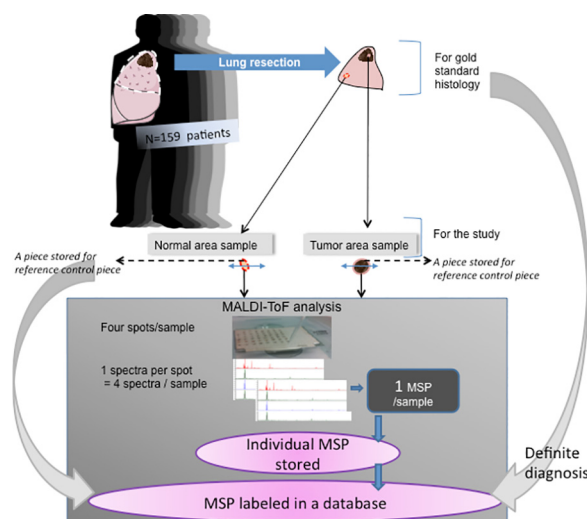 Lung resection
For gold
standard
histology
N=159 patients
Normal area sample
Tumor area sample
For the study
A piece stored for
reference control piece
A piece stored for
reference control piece
MALDI-ToF analysis
Four spots/sample
1 spectra per spot
= 4 spectra / sample
1 MSP
/sample
Individual MSP
stored
Definite
diagnosis
MSP labeled in a database